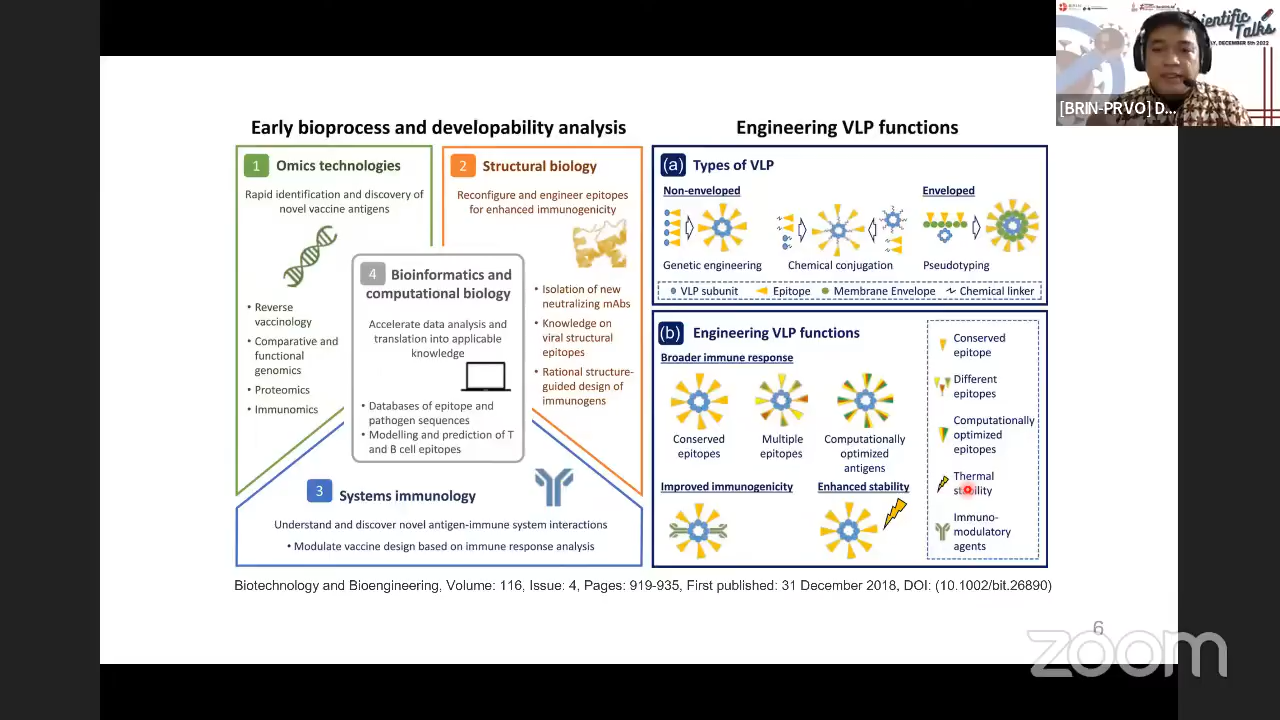 Scientific
Talks
DECEMBER 5th 2022
[BRIN-PRVO] D...
Early bioprocess and developability analysis
1 Omics technologies
Rapid identification and discovery of
novel vaccine antigens
• Reverse
vaccinology
• Comparative and
functional
genomics
• Proteomics
• Immunomics
2 Structural biology
Reconfigure and engineer epitopes
for enhanced immunogenicity
• Isolation of new
neutralizing mAbs
• Knowledge on
viral structural
epitopes
• Rational structure-
guided design of
immunogens
4 Bioinformatics and
computational biology
Accelerate data analysis and
translation into applicable
knowledge
• Databases of epitope and
pathogen sequences
• Modelling and prediction of T
and B cell epitopes
3 Systems immunology
Understand and discover novel antigen-immune system interactions
• Modulate vaccine design based on immune response analysis
Engineering VLP functions
(a) Types of VLP
Non-enveloped
Enveloped
Genetic engineering
Chemical conjugation
Pseudotyping
VLP subunit
Epitope
Membrane Envelope
Chemical linker
(b) Engineering VLP functions
Broader immune response
Conserved
epitopes
Multiple
epitopes
Computationally
optimized
antigens
Improved immunogenicity
Enhanced stability
Conserved
epitope
Different
epitopes
Computationally
optimized
epitopes
Thermal
stability
Immuno-
modulatory
agents
Biotechnology and Bioengineering, Volume: 116, Issue: 4, Pages: 919-935, First published: 31 December 2018, DOI: (10.1002/bit.26890)
6
zoom